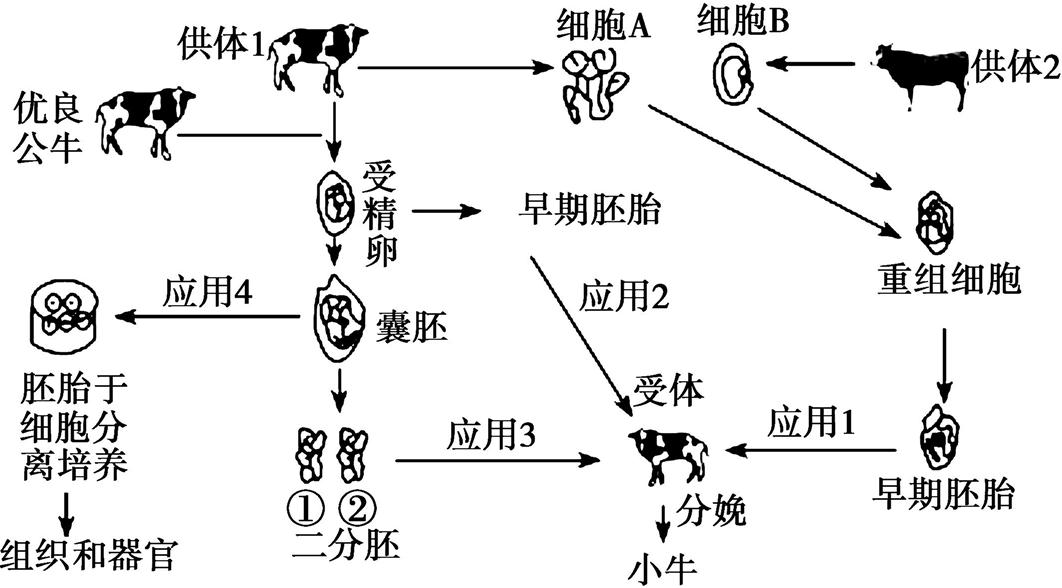 供体1
细胞A
细胞B
供体2
优良
公牛
受
精
卵
早期胚胎
重组细胞
应用4
囊胚
应用2
胚胎于
细胞分
离培养
受体
应用3
应用1
早期胚胎
① ②
二分胚
分娩
组织和器官
小牛